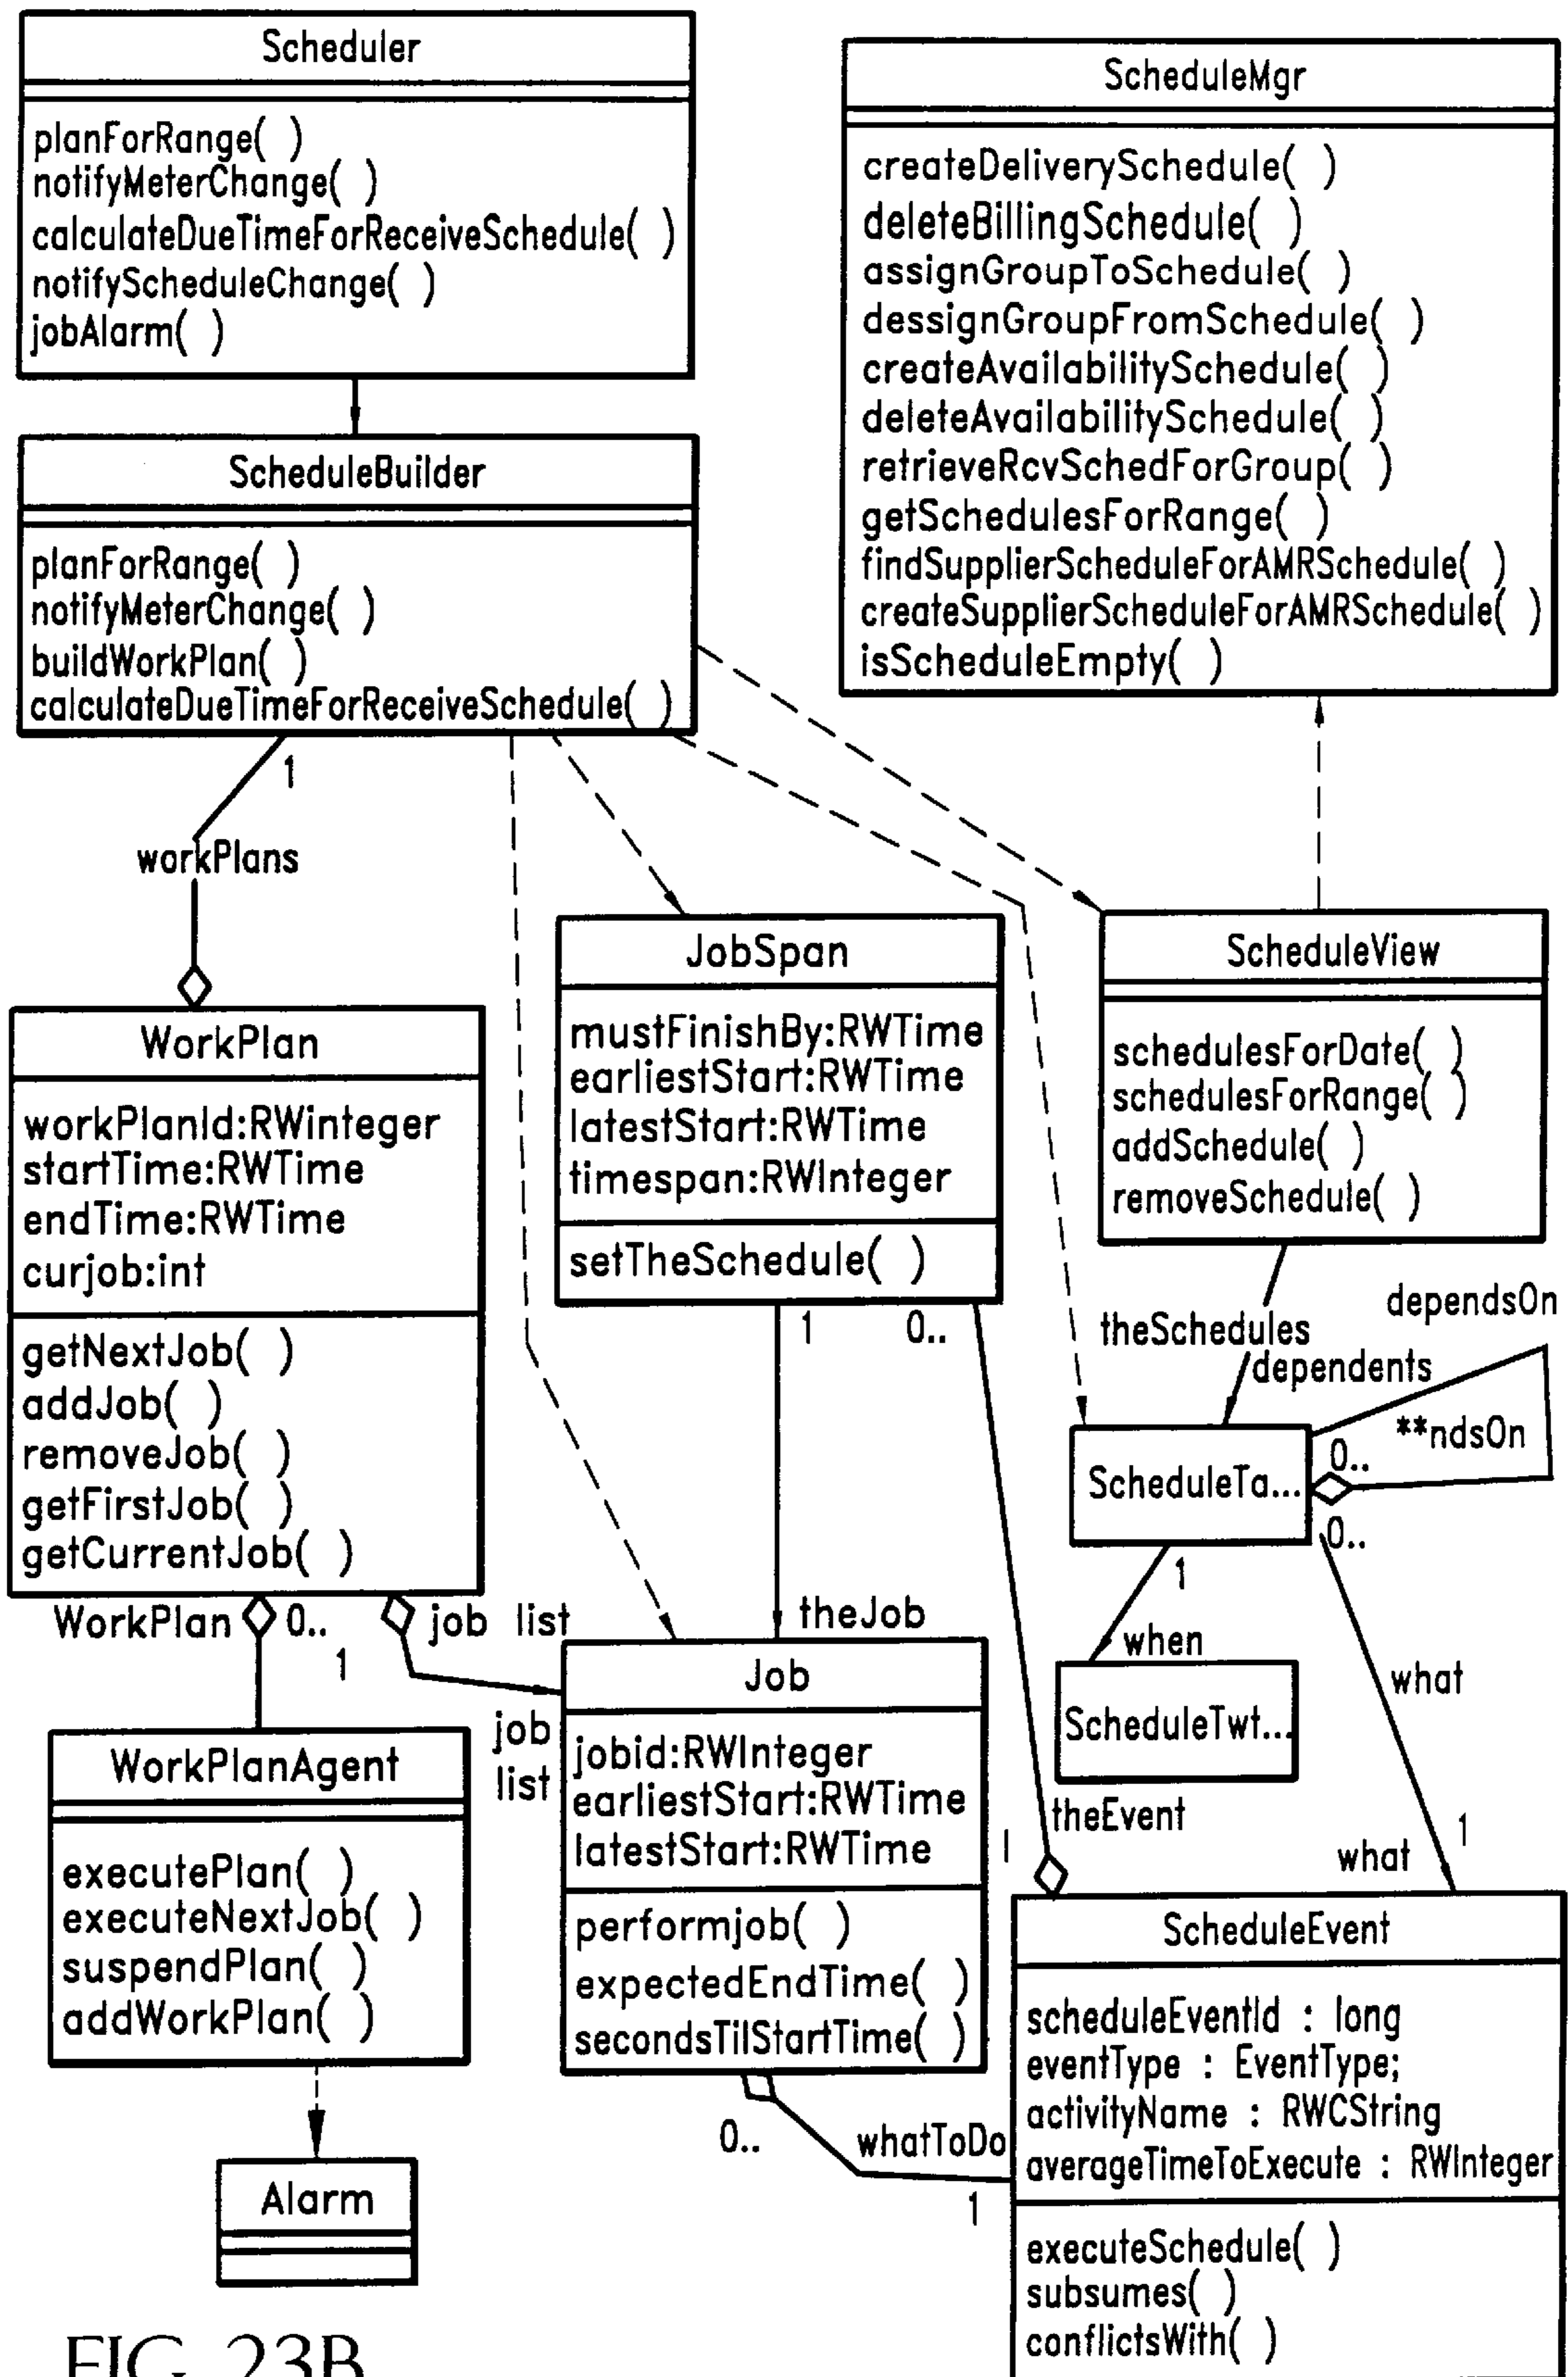 Scheduler
planForRange( )
notifyMeterChange( )
calculateDueTimeForReceiveSchedule( )
notifyScheduleChange( )
jobAlarm( )
ScheduleMgr
createDeliverySchedule( )
deleteBillingSchedule( )
assignGroupToSchedule( )
dessignGroupFromSchedule( )
createAvailabilitySchedule( )
deleteAvailabilitySchedule( )
retrieveRcvSchedForGroup( )
getSchedulesForRange( )
findSupplierScheduleForAMRSchedule( )
createSupplierScheduleForAMRSchedule( )
isScheduleEmpty( )
ScheduleBuilder
planForRange( )
notifyMeterChange( )
buildWorkPlan( )
calculateDueTimeForReceiveSchedule( )
1
workPlans
WorkPlan
workPlanId:RWinteger
startTime:RWTime
endTime:RWTime
curjob:int
getNextJob( )
addJob( )
removeJob( )
getFirstJob( )
getCurrentJob( )
JobSpan
mustFinishBy:RWTime
earliestStart:RWTime
latestStart:RWTime
timespan:RWInteger
setTheSchedule( )
1
0..
ScheduleView
schedulesForDate( )
schedulesForRange( )
addSchedule( )
removeSchedule( )
theSchedules
dependsOn
dependents
**ndsOn
0..
ScheduleTa...
0..
1
when
ScheduleTwt...
what
what
1
WorkPlan
0..
1
job list
job
list
theJob
Job
jobid:RWInteger
earliestStart:RWTime
latestStart:RWTime
performjob( )
expectedEndTime( )
secondsTilStartTime( )
0..
whatToDo
1
theEvent
1
WorkPlanAgent
executePlan( )
executeNextJob( )
suspendPlan( )
addWorkPlan( )
Alarm
ScheduleEvent
scheduleEventId : long
eventType : EventType;
activityName : RWCString
averageTimeToExecute : RWInteger
executeSchedule( )
subsumes( )
conflictsWith( )
FIG. 23B